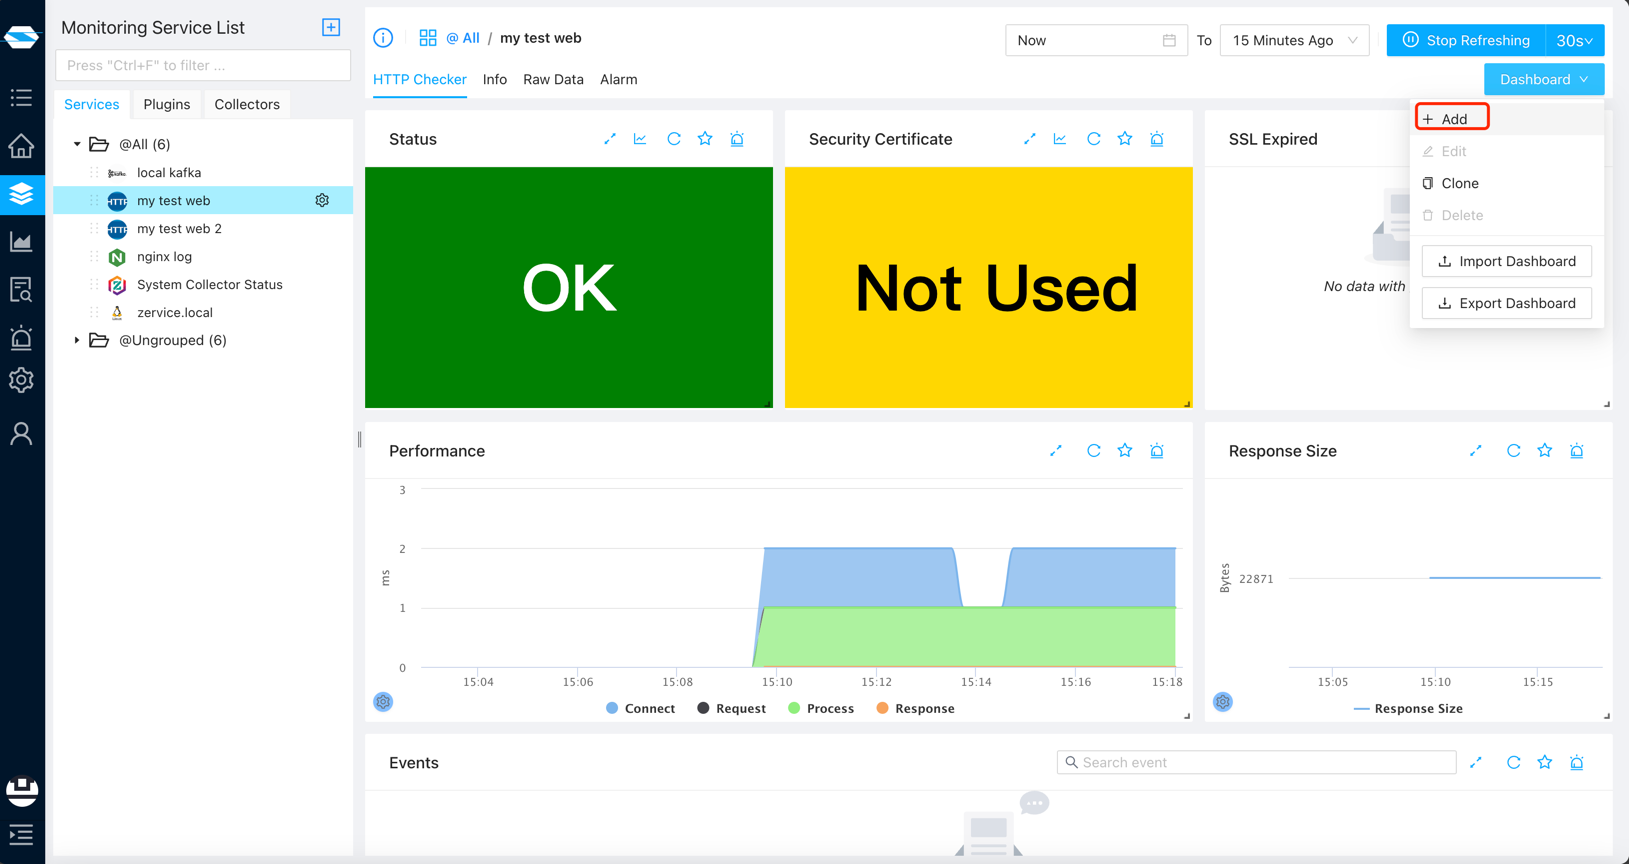 Monitoring Service List
Press "Ctrl+F" to filter ...
Services Plugins Collectors
@All (6)
local kafka
HTTP my test web
HTTP my test web 2
nginx log
System Collector Status
zervice.local
@Ungrouped (6)
@ All / my test web
Now To 15 Minutes Ago
Stop Refreshing 30s
HTTP Checker Info Raw Data Alarm
Dashboard
Add
Edit
Clone
Delete
Import Dashboard
Export Dashboard
Status
OK
Security Certificate
Not Used
SSL Expired
No data with
Performance
3
2
1
0
ms
15:04 15:06 15:08 15:10 15:12 15:14 15:16 15:18
Connect Request Process Response
Response Size
Bytes
22871
15:05 15:10 15:15
Response Size
Events
Search event